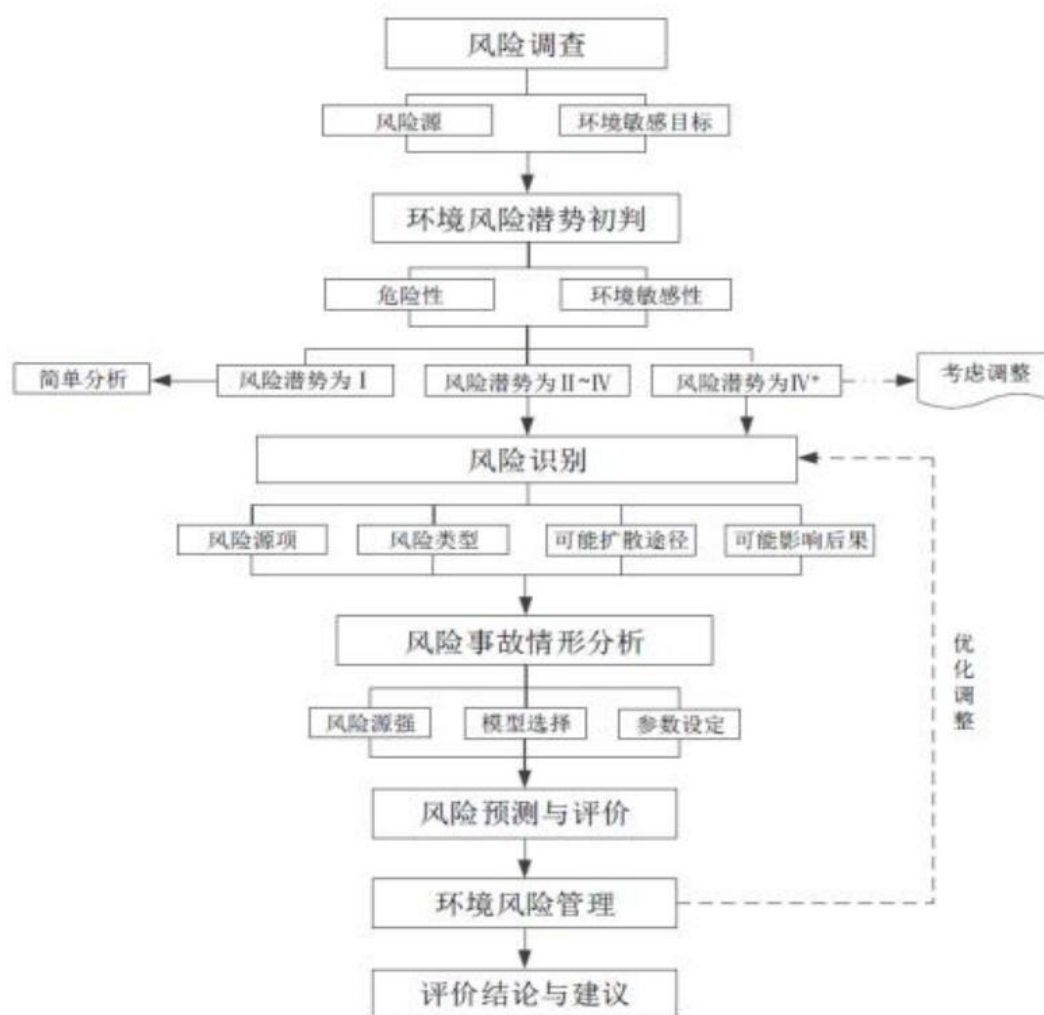 风险调查
风险源
环境敏感目标
环境风险潜势初判
危险性
环境敏感性
简单分析
风险潜势为Ⅰ
风险潜势为Ⅱ~Ⅳ
风险潜势为Ⅳ+
考虑调整
风险识别
风险源项
风险类型
可能扩散途径
可能影响后果
风险事故情形分析
优化调整
风险源强
模型选择
参数设定
风险预测与评价
环境风险管理
评价结论与建议